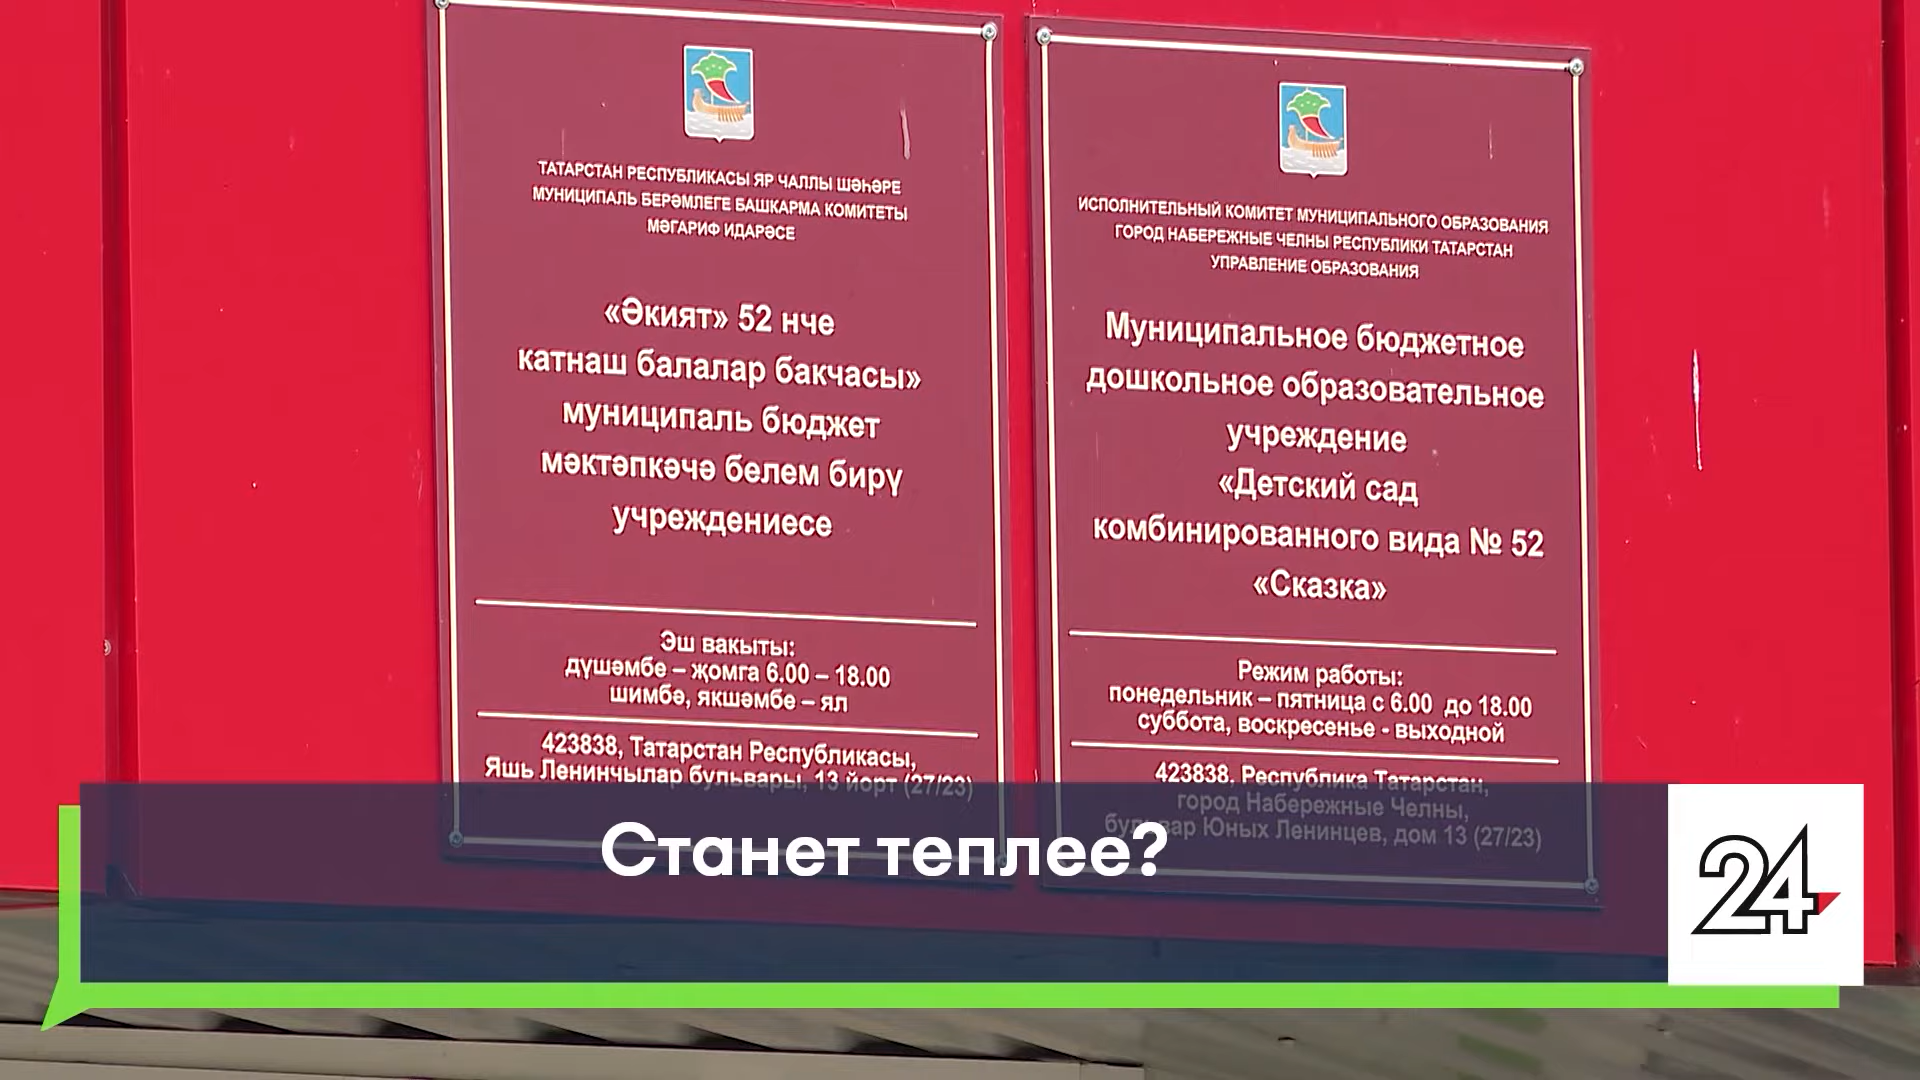 ТАТАРСТАН РЕСПУБЛИКАСЫ ЯР ЧАЛЛЫ ШӘҺӘРЕ
МУНИЦИПАЛЬ БЕРӘМЛЕГЕ БАШКАРМА КОМИТЕТЫ
МӘГАРИФ ИДАРӘСЕ
«Әкият» 52 нче
катнаш балалар бакчасы»
муниципаль бюджет
мәктәпкәчә белем бирү
учреждениесе
Эш вакыты:
дүшәмбе – җомга 6.00 – 18.00
шимбә, якшәмбе – ял
423838, Татарстан Республикасы,
Яшь Ленинчылар бульвары, 13 йорт (27/23)
ИСПОЛНИТЕЛЬНЫЙ КОМИТЕТ МУНИЦИПАЛЬНОГО ОБРАЗОВАНИЯ
ГОРОД НАБЕРЕЖНЫЕ ЧЕЛНЫ РЕСПУБЛИКИ ТАТАРСТАН
УПРАВЛЕНИЕ ОБРАЗОВАНИЯ
Муниципальное бюджетное
дошкольное образовательное
учреждение
«Детский сад
комбинированного вида № 52
«Сказка»
Режим работы:
понедельник – пятница с 6.00 до 18.00
суббота, воскресенье - выходной
423838, Республика Татарстан,
город Набережные Челны,
бульвар Юных Ленинцев, дом 13 (27/23)
Станет теплее?
24